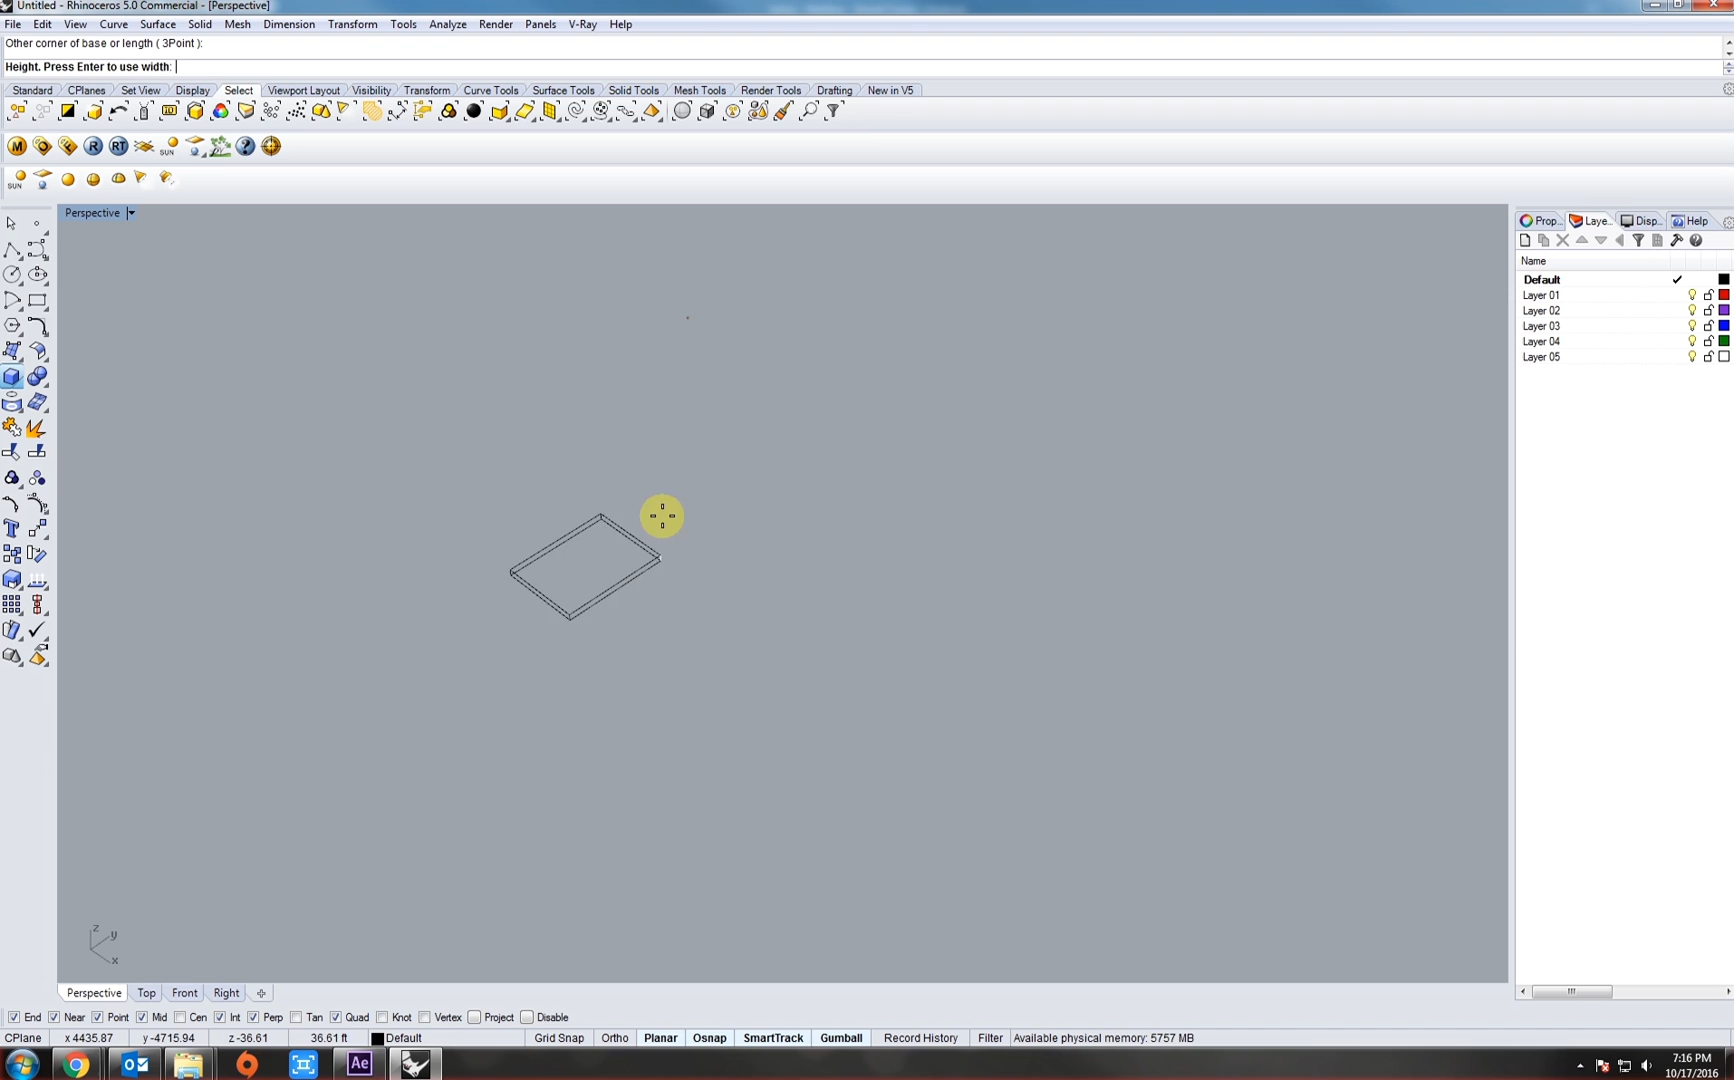 Untitled - Rhinoceros 5.0 Commercial - [Perspective]
File Edit View Curve Surface Solid Mesh Dimension Transform Tools Analyze Render Panels V-Ray Help
Other corner of base or length ( 3Point ):
Height. Press Enter to use width:
Standard CPlanes Set View Display Select Viewport Layout Visibility Transform Curve Tools Surface Tools Solid Tools Mesh Tools Render Tools Drafting New in V5
M R RT SUN ?
SUN
Perspective
Prop... Laye... Disp... Help
Name
Default
Layer 01
Layer 02
Layer 03
Layer 04
Layer 05
z
y
x
Perspective Top Front Right
End Near Point Mid Cen Int Perp Tan Quad Knot Vertex Project Disable
CPlane x 4435.87 y -4715.94 z -36.61 36.61 ft Default Grid Snap Ortho Planar Osnap SmartTrack Gumball Record History Filter Available physical memory: 5757 MB
Ae
7:16 PM
10/17/2016